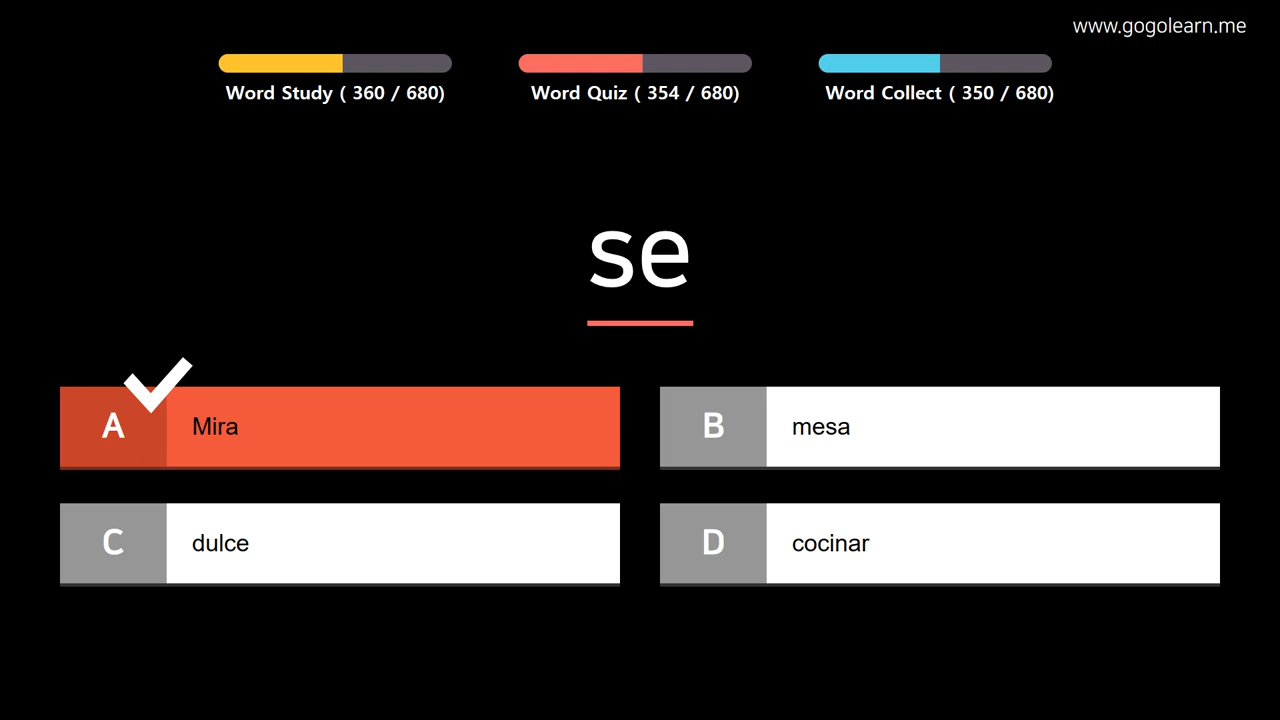 www.gogolearn.me
Word Study ( 360 / 680)
Word Quiz ( 354 / 680)
Word Collect ( 350 / 680)
se
A Mira
B mesa
C dulce
D cocinar